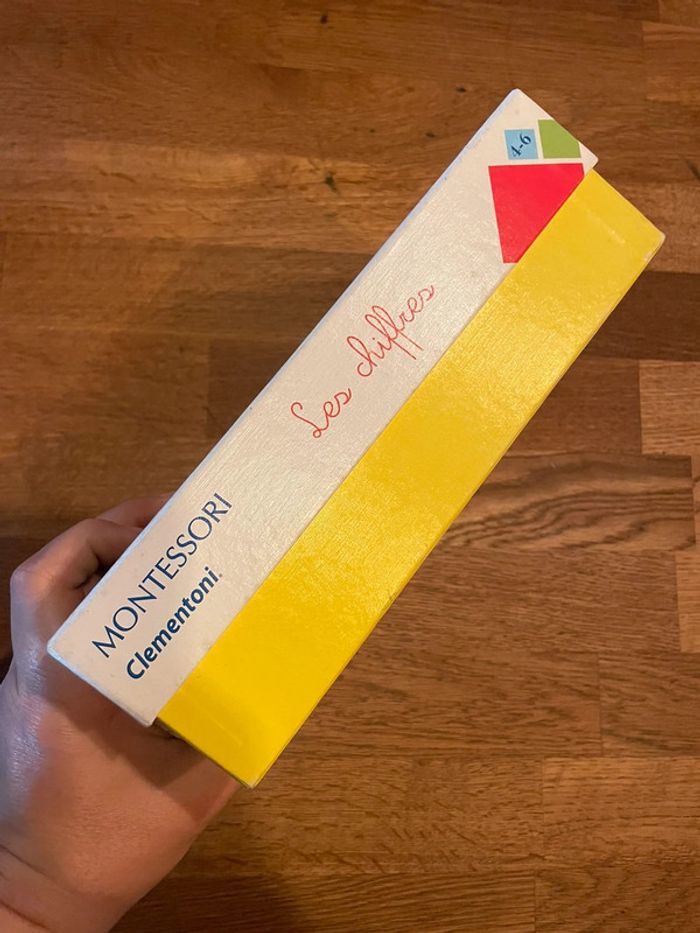 MONTESSORI
Clementoni.
Les chiffres
4-6